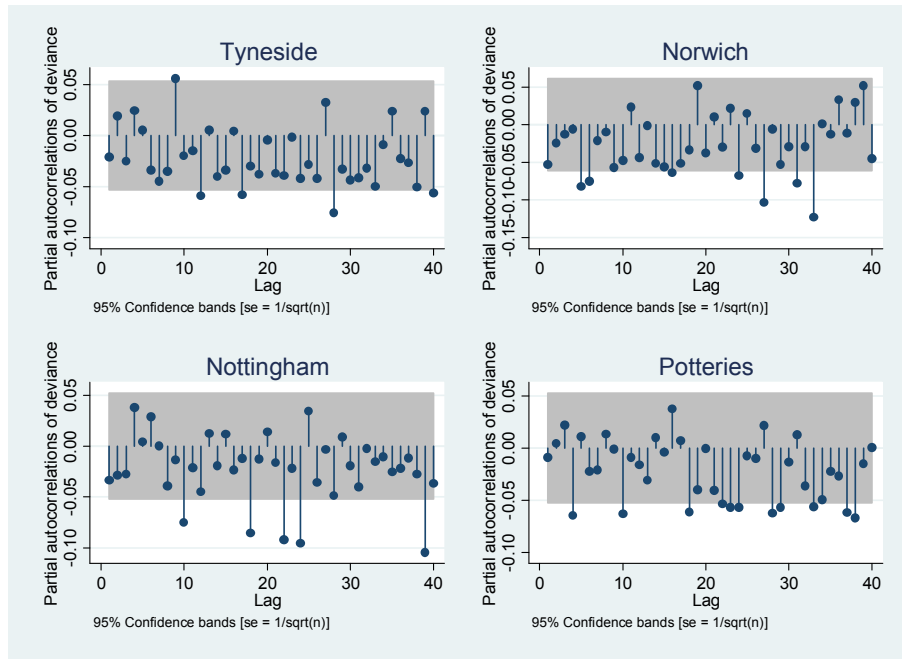 Tyneside
Partial autocorrelations of deviance
0.05
0.00
-0.05
-0.10
0 10 20 30 40
Lag
95% Confidence bands [se = 1/sqrt(n)]
Norwich
Partial autocorrelations of deviance
0.05
0.00
-0.05
-0.10
-0.15
0 10 20 30 40
Lag
95% Confidence bands [se = 1/sqrt(n)]
Nottingham
Partial autocorrelations of deviance
0.05
0.00
-0.05
-0.10
0 10 20 30 40
Lag
95% Confidence bands [se = 1/sqrt(n)]
Potteries
Partial autocorrelations of deviance
0.05
0.00
-0.05
-0.10
0 10 20 30 40
Lag
95% Confidence bands [se = 1/sqrt(n)]